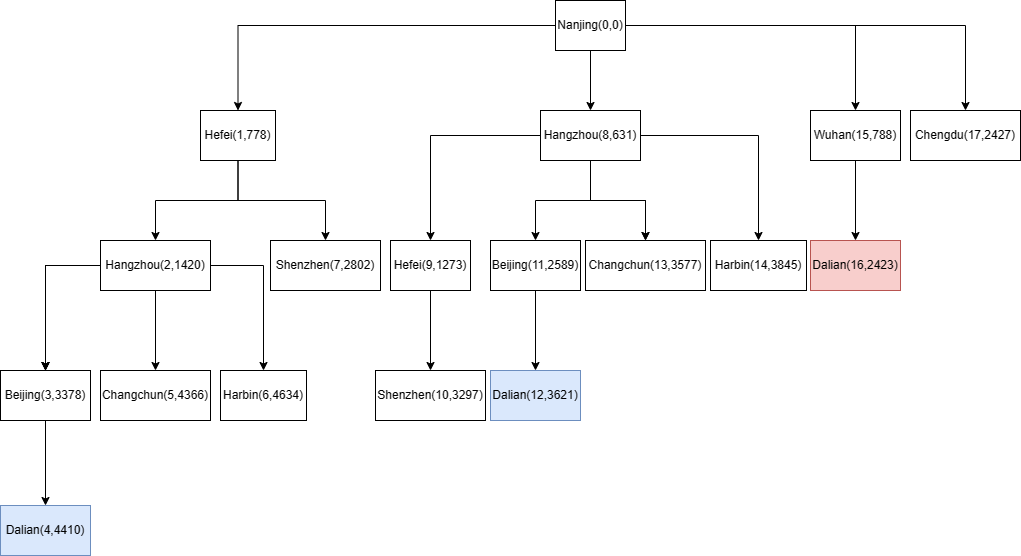 Nanjing(0,0)
Hefei(1,778)
Hangzhou(8,631)
Wuhan(15,788)
Chengdu(17,2427)
Hangzhou(2,1420)
Shenzhen(7,2802)
Hefei(9,1273)
Beijing(11,2589)
Changchun(13,3577)
Harbin(14,3845)
Dalian(16,2423)
Beijing(3,3378)
Changchun(5,4366)
Harbin(6,4634)
Shenzhen(10,3297)
Dalian(12,3621)
Dalian(4,4410)